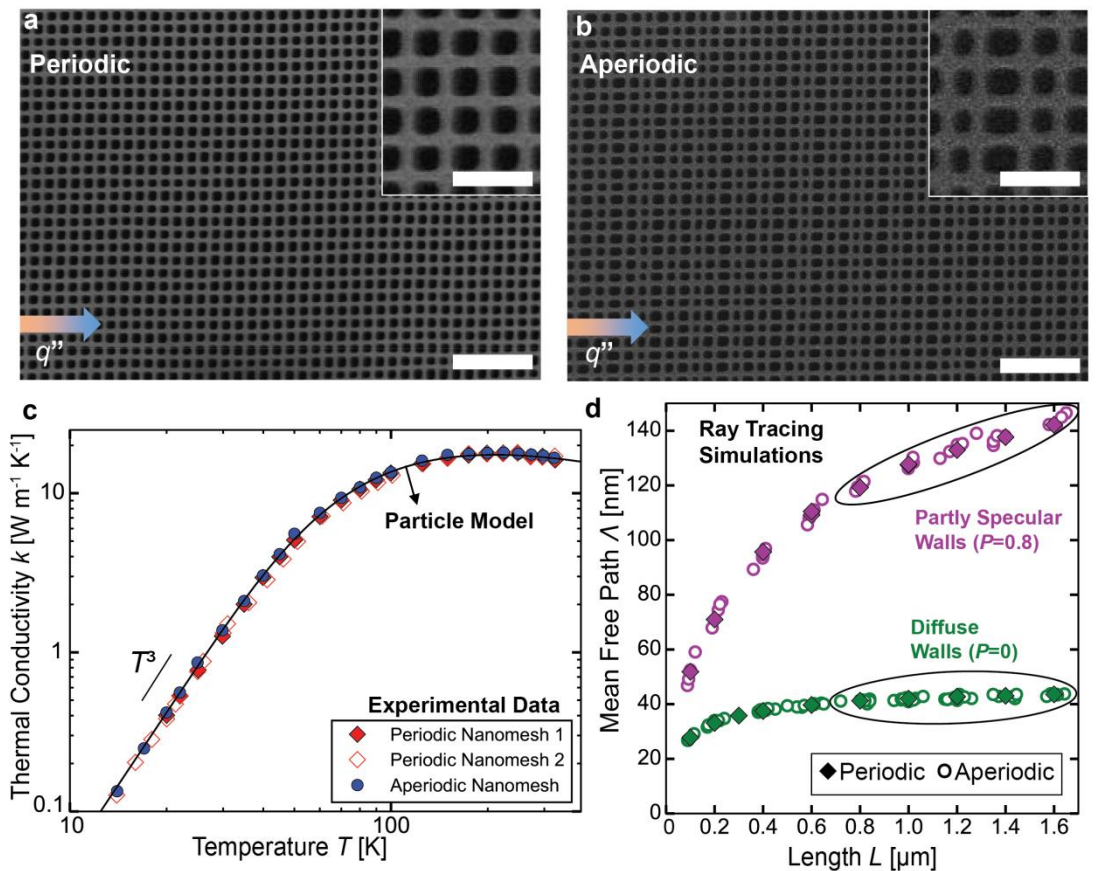 a
Periodic
q”
b
Aperiodic
q”
c
Thermal Conductivity k [W m⁻¹ K⁻¹]
10
1
0.1
T³
Particle Model
Experimental Data
Periodic Nanomesh 1
Periodic Nanomesh 2
Aperiodic Nanomesh
10
100
Temperature T [K]
d
Mean Free Path Λ [nm]
140
120
100
80
60
40
20
0
Ray Tracing
Simulations
Partly Specular
Walls (P=0.8)
Diffuse
Walls (P=0)
Periodic
Aperiodic
0.2
0.4
0.6
0.8
1.0
1.2
1.4
1.6
Length L [μm]